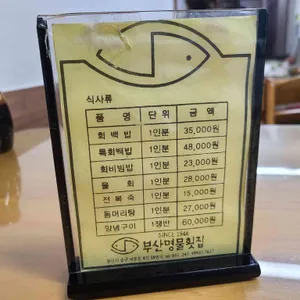 식사류
품 명 단 위 금 액
회 백 밥 1인분 35,000원
특회백밥 1인분 48,000원
회비빔밥 1인분 23,000원
물 회 1인분 28,000원
전 복 죽 1인분 15,000원
돔머리탕 1인분 27,000원
양념구이 1쟁반 60,000원
SINCE 1946
부산명물횟집